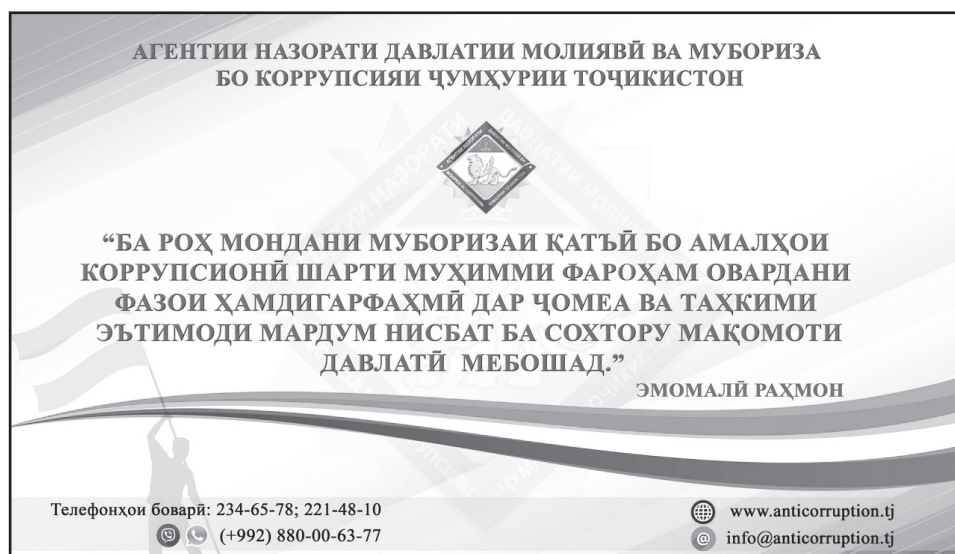 АГЕНТИИ НАЗОРАТИ ДАВЛАТИИ МОЛИЯВӢ ВА МУБОРИЗА
БО КОРРУПСИЯИ ҶУМҲУРИИ ТОҶИКИСТОН
“БА РОҲ МОНДАНИ МУБОРИЗАИ ҚАТЪӢ БО АМАЛҲОИ
КОРРУПСИОНӢ ШАРТИ МУҲИММИ ФАРОҲАМ ОВАРДАНИ
ФАЗОИ ҲАМДИГАРФАҲМӢ ДАР ҶОМЕА ВА ТАҲКИМИ
ЭЪТИМОДИ МАРДУМ НИСБАТ БА СОХТОРУ МАҚОМОТИ
ДАВЛАТӢ МЕБОШАД.”
ЭМОМАЛӢ РАҲМОН
Телефонҳои боварӣ: 234-65-78; 221-48-10
(+992) 880-00-63-77
www.anticorruption.tj
info@anticorruption.tj